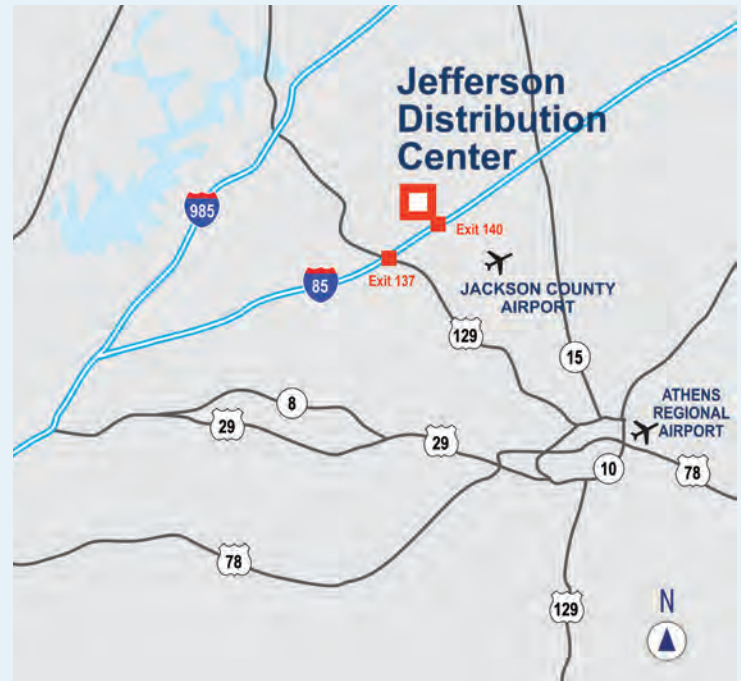 Jefferson
Distribution
Center
985
Exit 140
85
Exit 137
JACKSON COUNTY
AIRPORT
129
15
8
29
29
ATHENS
REGIONAL
AIRPORT
10
78
78
129
N